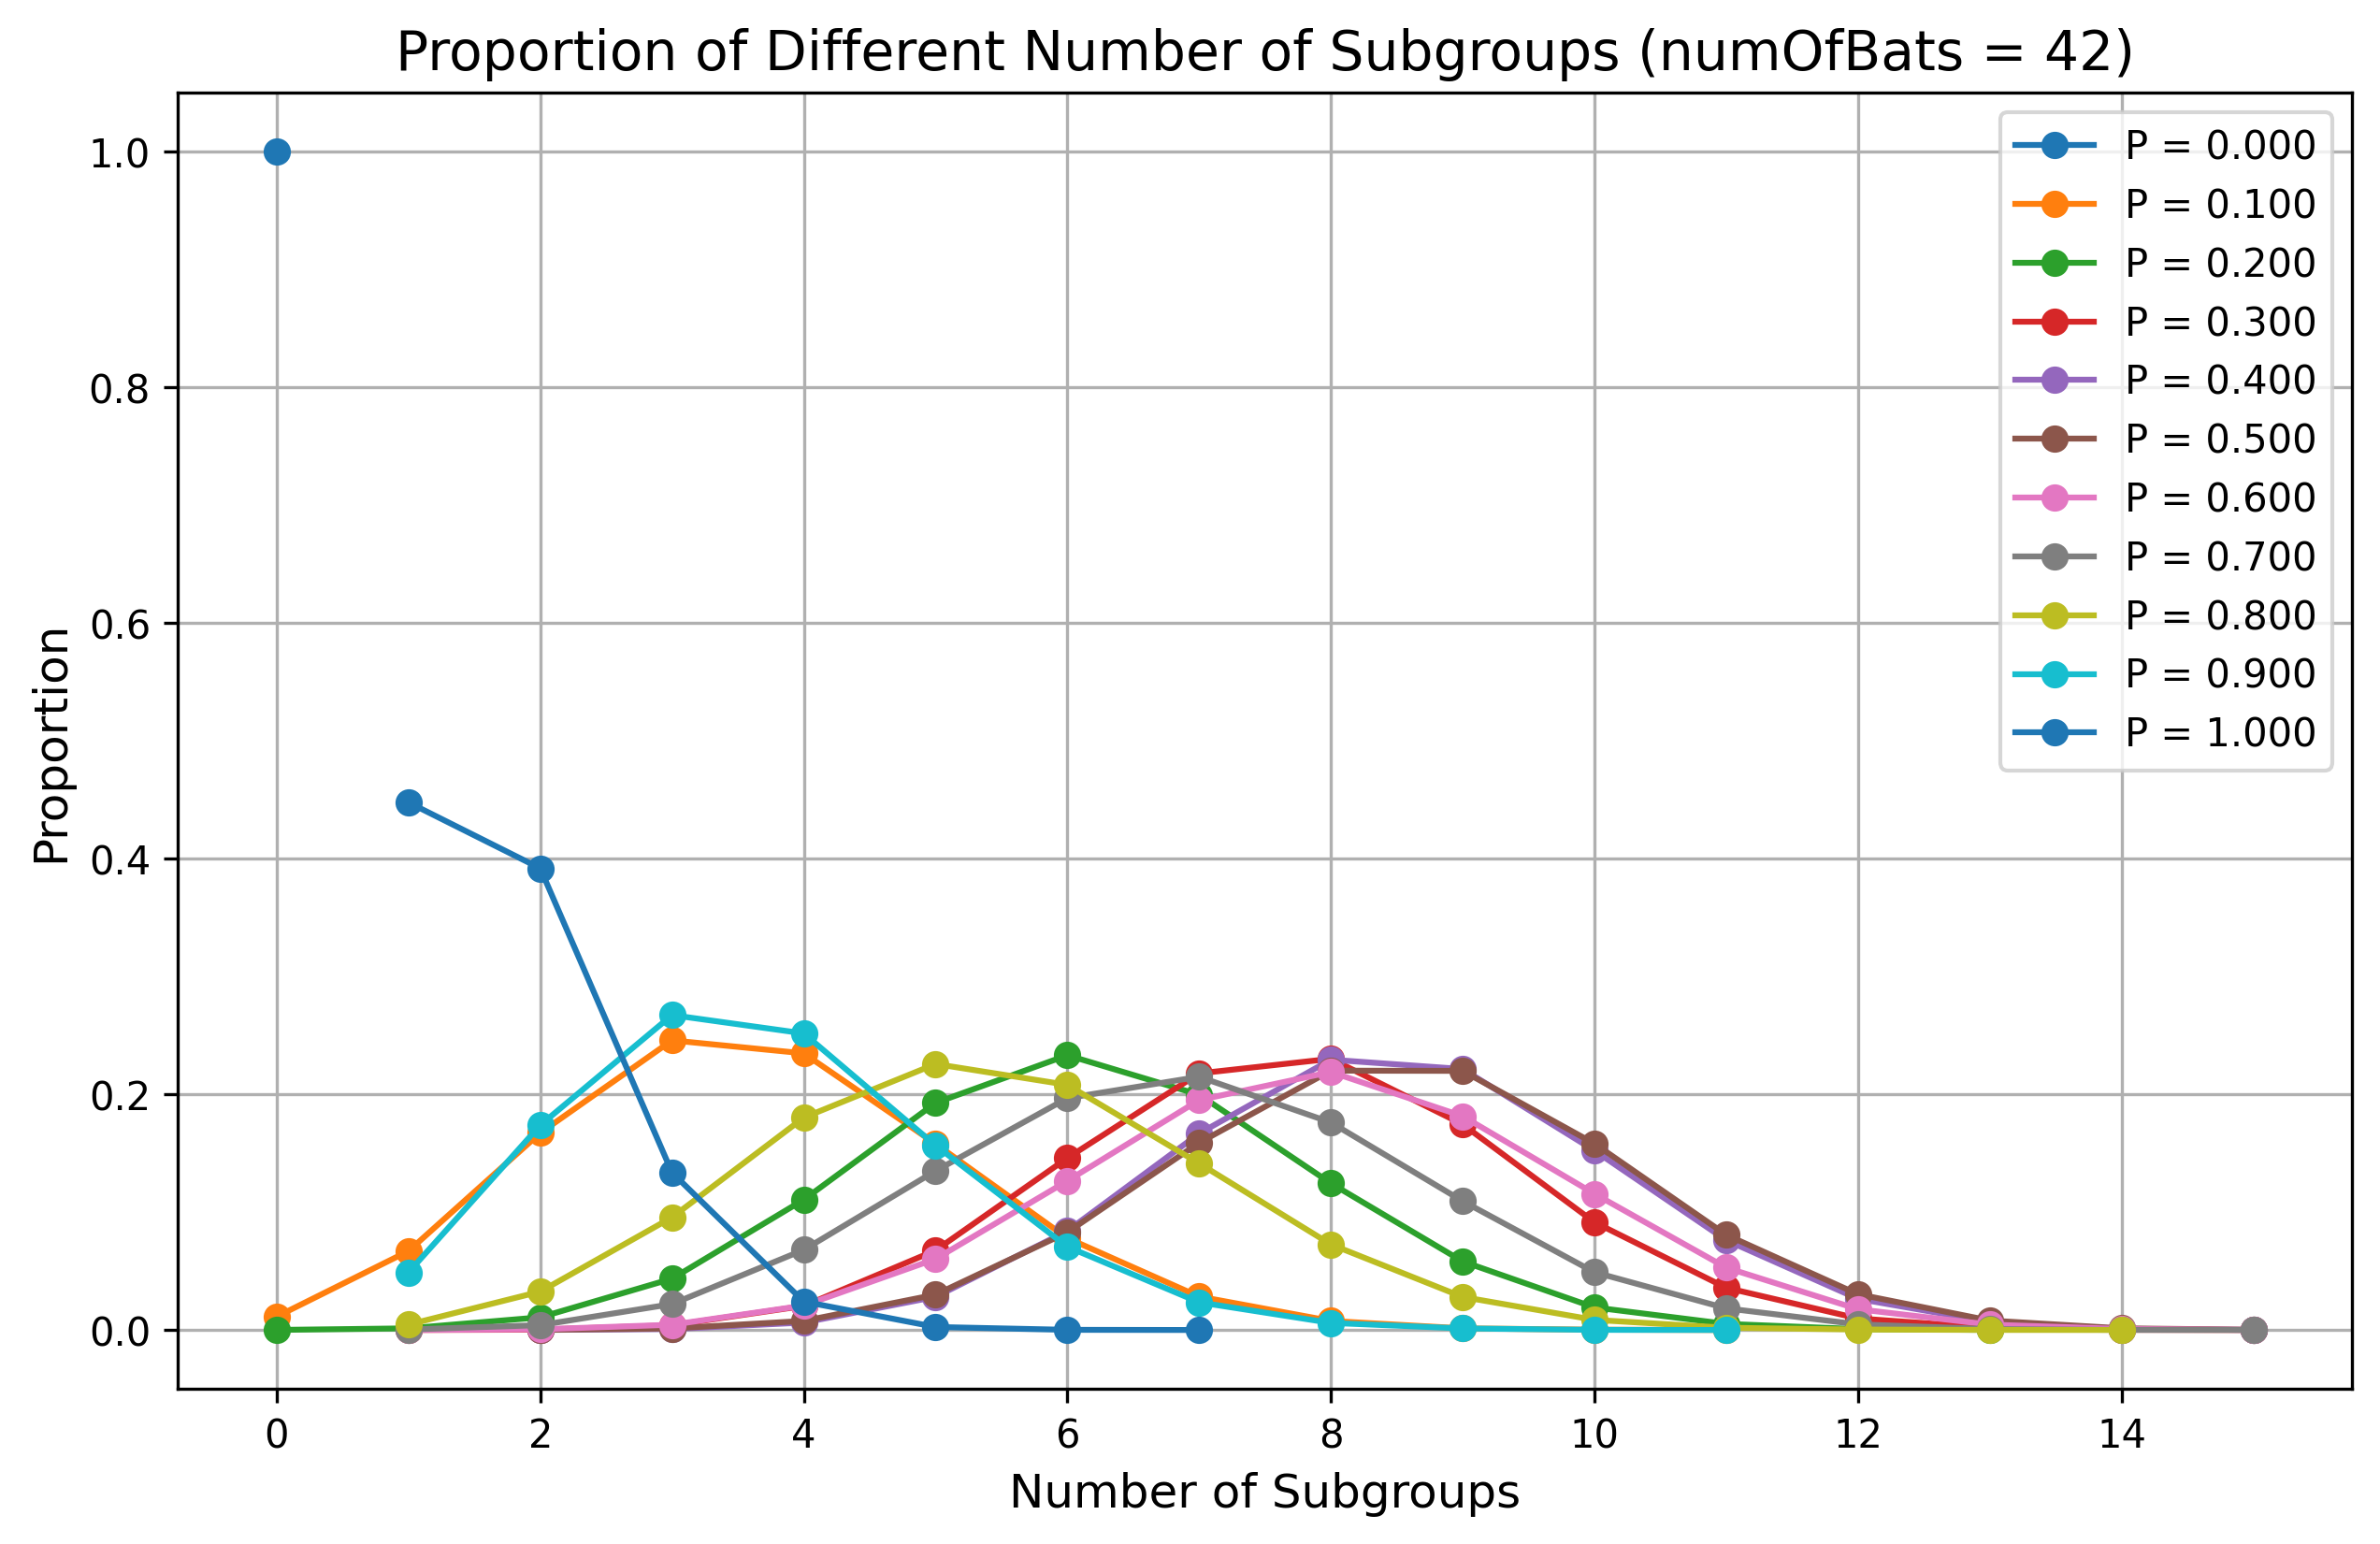 Proportion of Different Number of Subgroups (numOfBats = 42)
1.0
0.8
0.6
0.4
0.2
0.0
Proportion
P = 0.000
P = 0.100
P = 0.200
P = 0.300
P = 0.400
P = 0.500
P = 0.600
P = 0.700
P = 0.800
P = 0.900
P = 1.000
0 2 4 6 8 10 12 14
Number of Subgroups